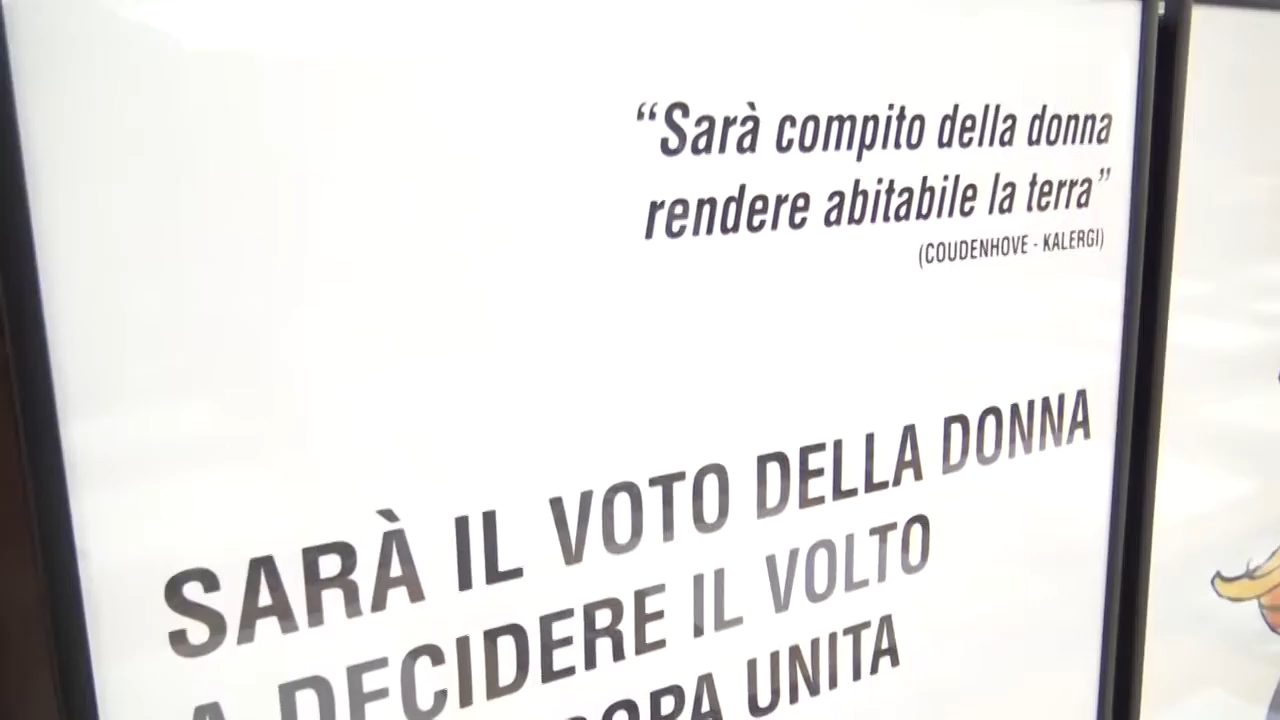 “Sarà compito della donna
rendere abitabile la terra”
(COUDENHOVE - KALERGI)
SARÀ IL VOTO DELLA DONNA
A DECIDERE IL VOLTO
UNITA